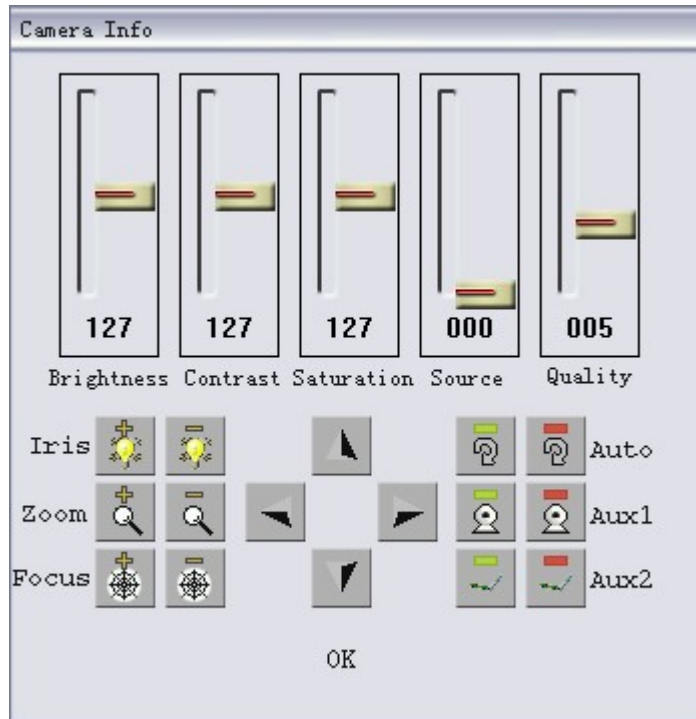 Camera Info
127 127 127 000 005
Brightness Contrast Saturation Source Quality
Iris Auto
Zoom Aux1
Focus Aux2
OK